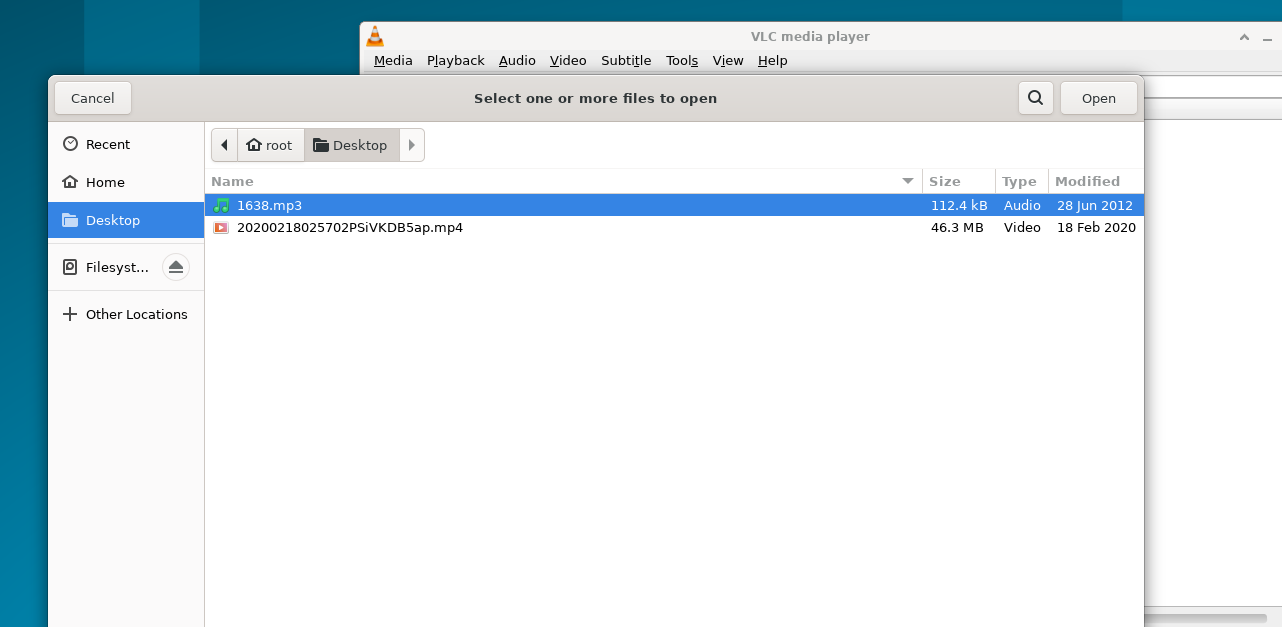 VLC media player
Media Playback Audio Video Subtitle Tools View Help
Cancel Select one or more files to open Open
Recent
Home
Desktop
Filesyst...
Other Locations
root Desktop
Name Size Type Modified
1638.mp3 112.4 kB Audio 28 Jun 2012
20200218025702PSiVKDB5ap.mp4 46.3 MB Video 18 Feb 2020